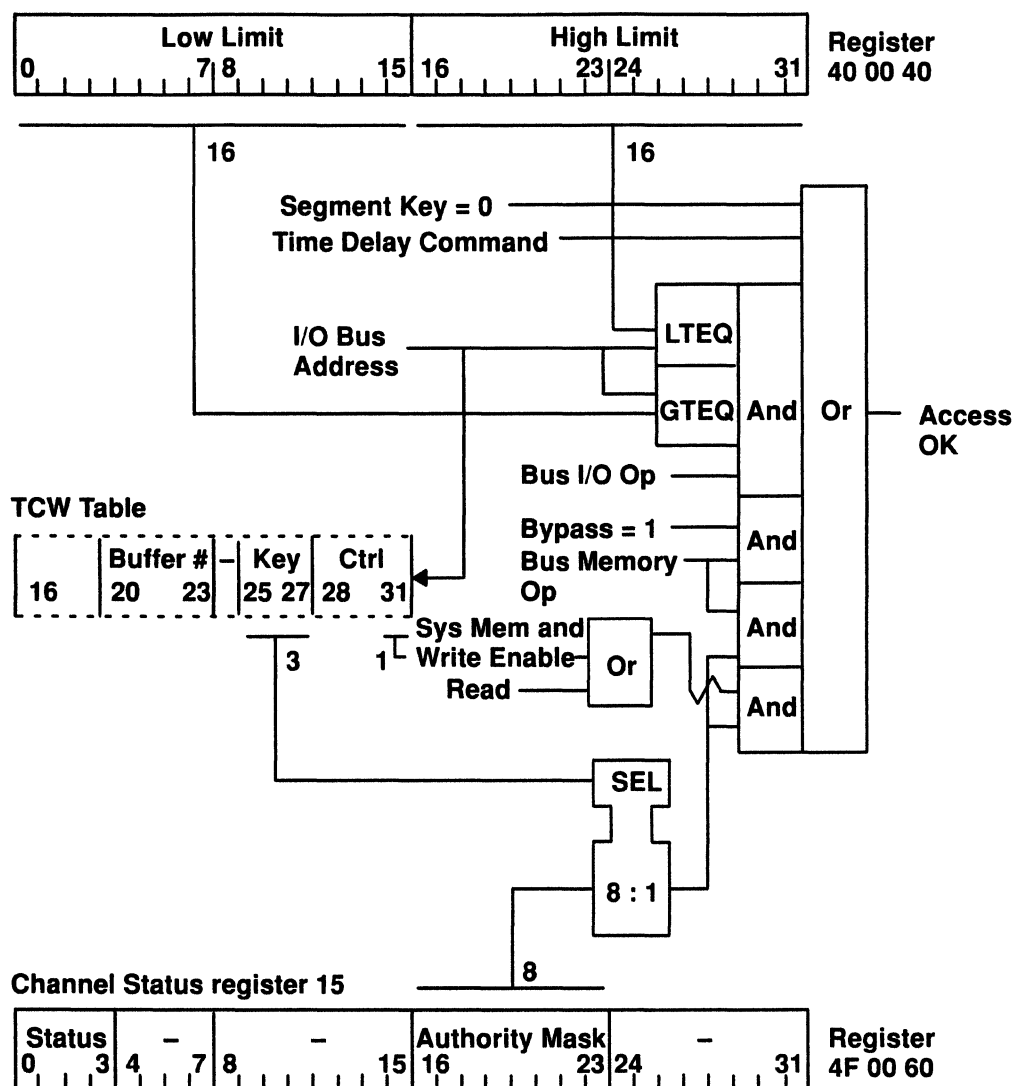 Low Limit High Limit Register
0 7 8 15 16 23 24 31 40 00 40
16 16
Segment Key = 0
Time Delay Command
I/O Bus
Address
LTEQ
GTEQ And Or Access
OK
Bus I/O Op
TCW Table
Bypass = 1
And
Bus Memory
Op
Buffer # – Key Ctrl
16 20 23 25 27 28 31
And
Sys Mem and
3 1 Write Enable
Or
Read
And
SEL
8 : 1
8
Channel Status register 15
Status – – Authority Mask – Register
0 3 4 7 8 15 16 23 24 31 4F 00 60